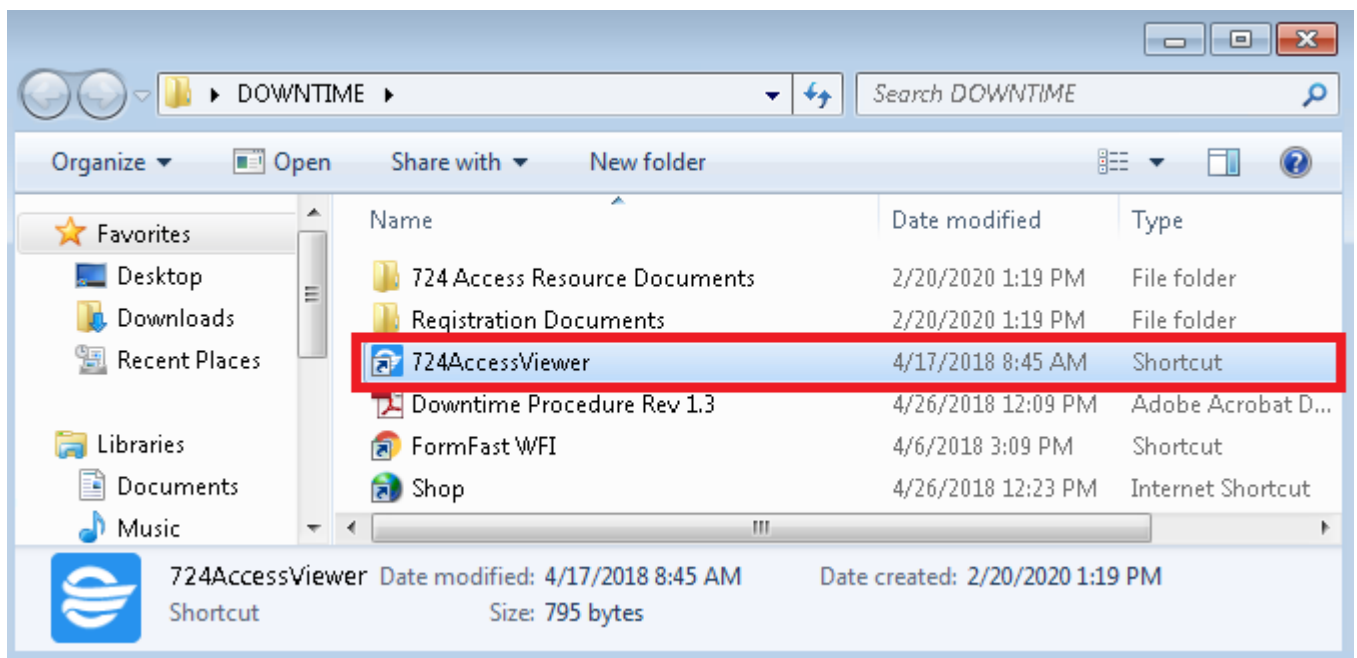 DOWNTIME
Search DOWNTIME
Organize Open Share with New folder
Name Date modified Type
Favorites
Desktop
Downloads
Recent Places
Libraries
Documents
Music
724 Access Resource Documents 2/20/2020 1:19 PM File folder
Registration Documents 2/20/2020 1:19 PM File folder
724AccessViewer 4/17/2018 8:45 AM Shortcut
Downtime Procedure Rev 1.3 4/26/2018 12:09 PM Adobe Acrobat D...
FormFast WFI 4/6/2018 3:09 PM Shortcut
Shop 4/26/2018 12:23 PM Internet Shortcut
724AccessViewer Date modified: 4/17/2018 8:45 AM Date created: 2/20/2020 1:19 PM
Shortcut Size: 795 bytes